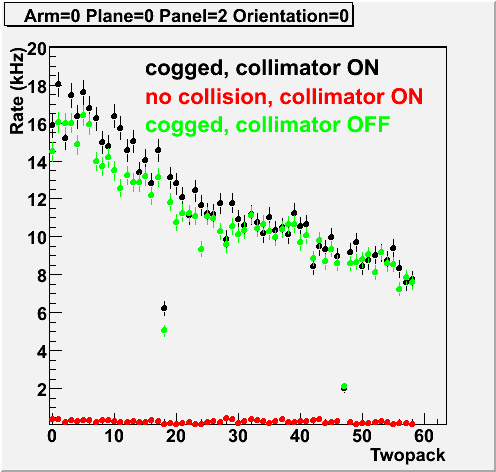 Arm=0 Plane=0 Panel=2 Orientation=0
Rate (kHz)
20
18
16
14
12
10
8
6
4
2
cogged, collimator ON
no collision, collimator ON
cogged, collimator OFF
0 10 20 30 40 50 60
Twopack